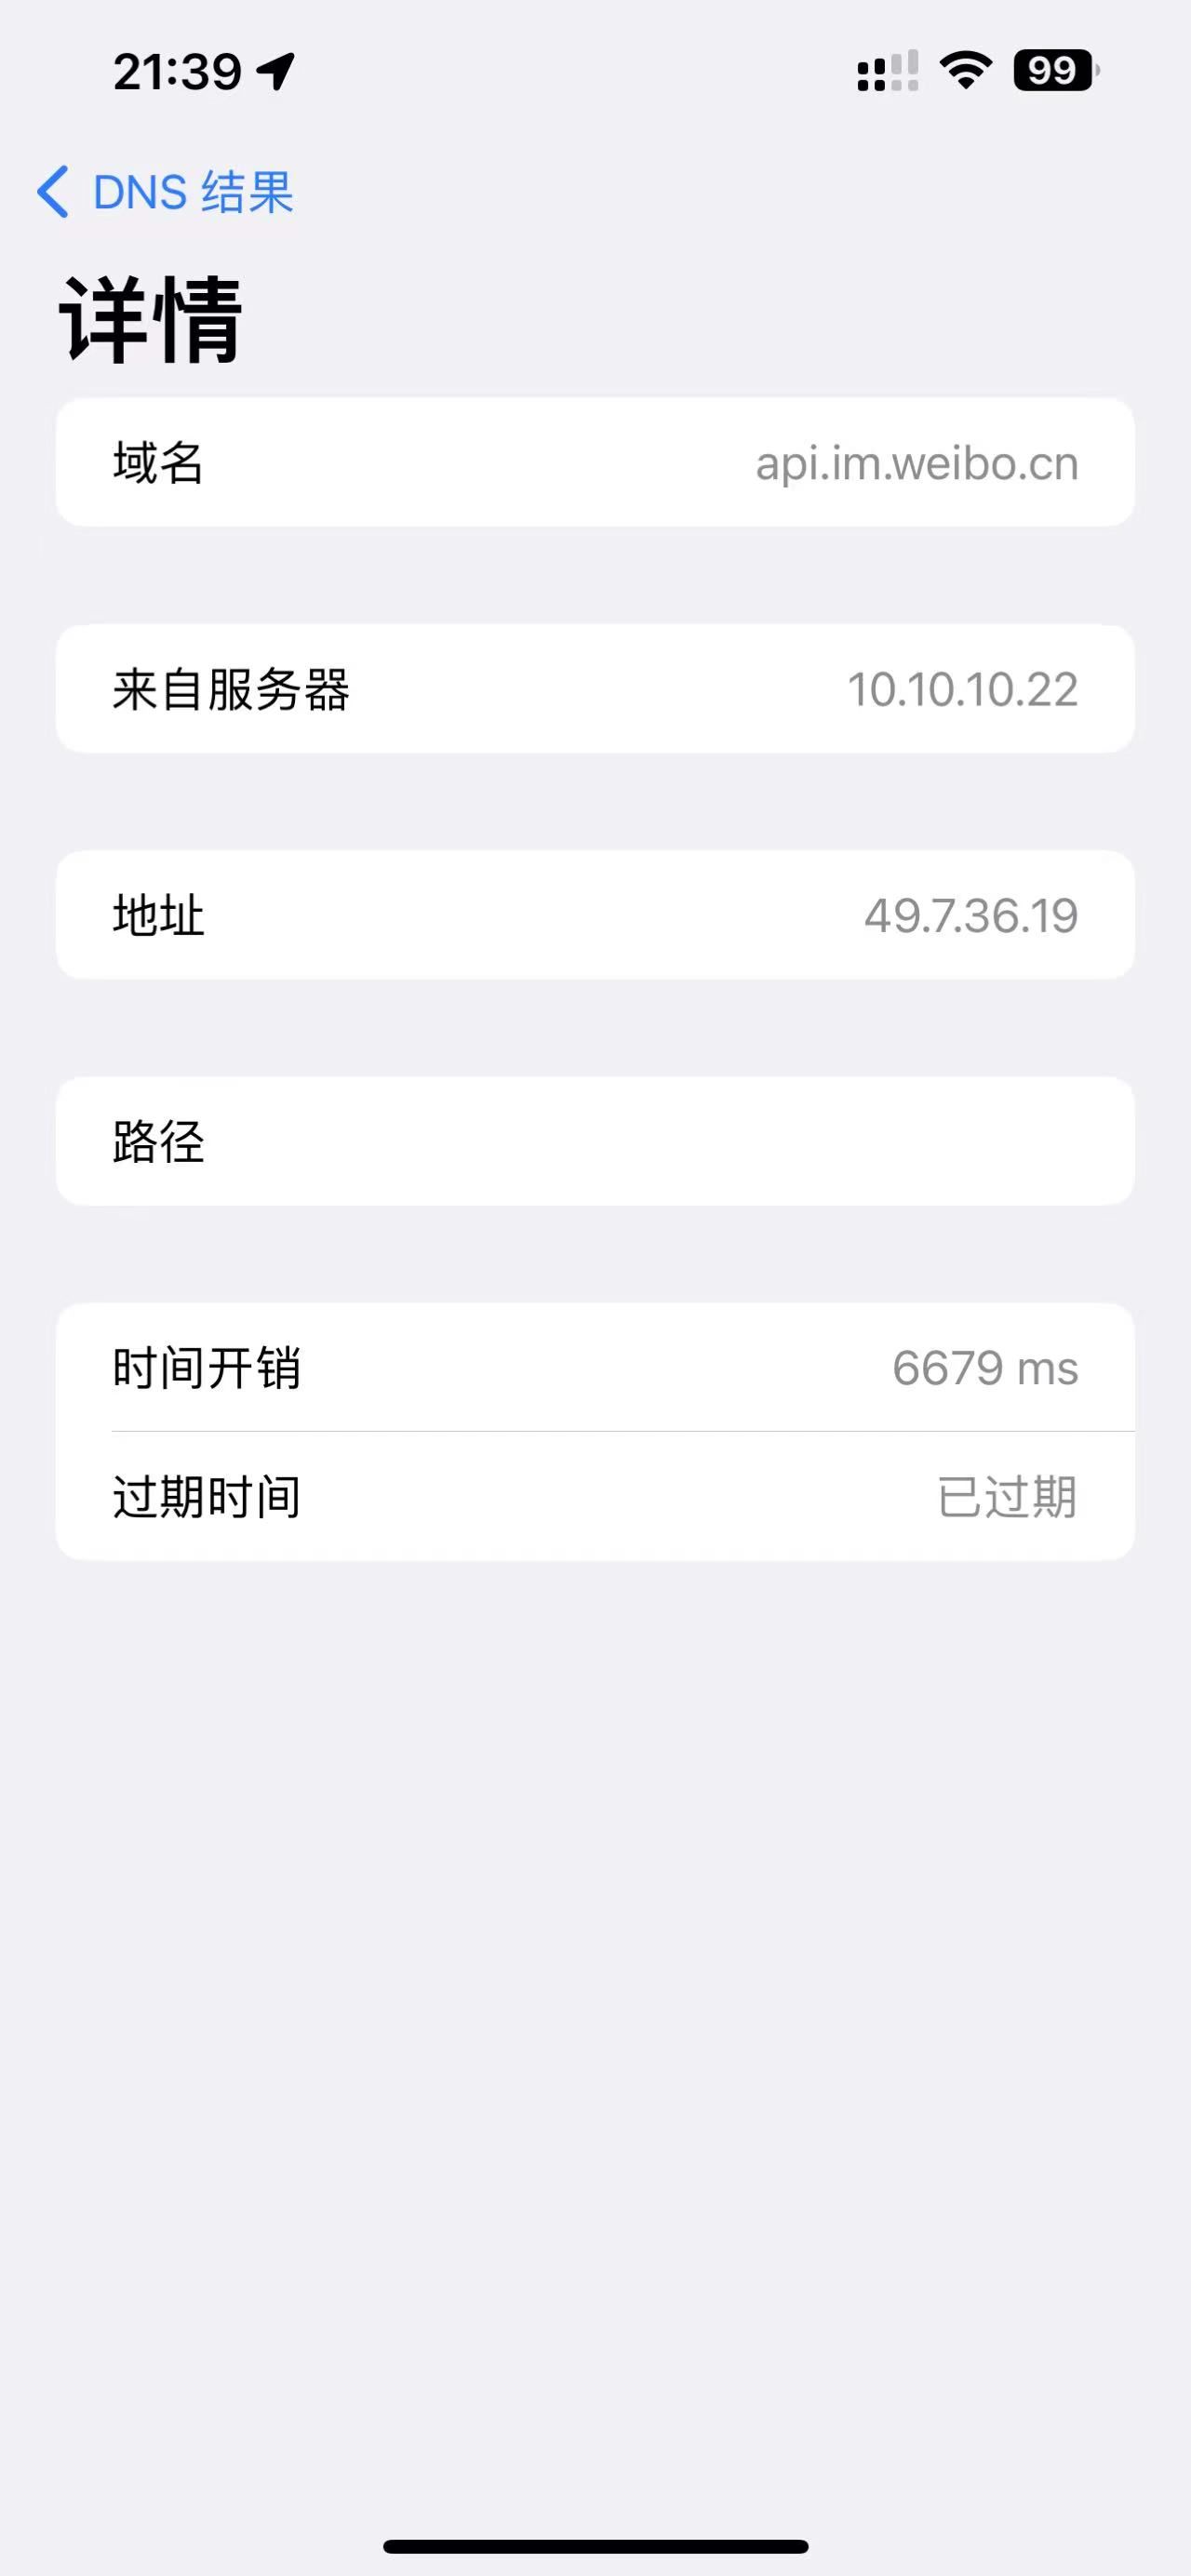 21:39
99
DNS 结果
详情
域名 api.im.weibo.cn
来自服务器 10.10.10.22
地址 49.7.36.19
路径
时间开销 6679 ms
过期时间 已过期